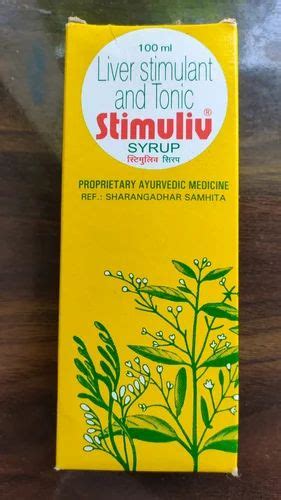 100 ml
Liver stimulant
and Tonic
Stimuliv®
SYRUP
स्टिमुलिव सिरप
PROPRIETARY AYURVEDIC MEDICINE
REF.: SHARANGADHAR SAMHITA